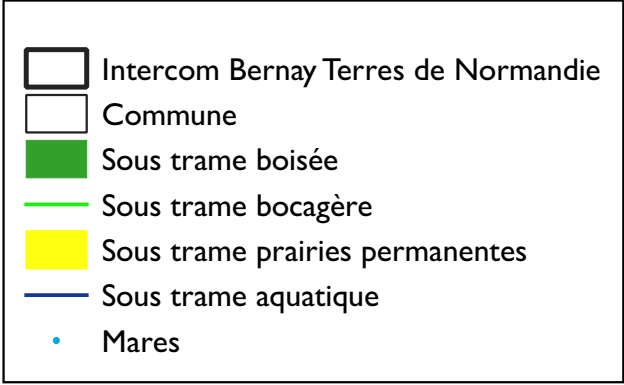 Intercom Bernay Terres de Normandie
Commune
Sous trame boisée
Sous trame bocagère
Sous trame prairies permanentes
Sous trame aquatique
Mares